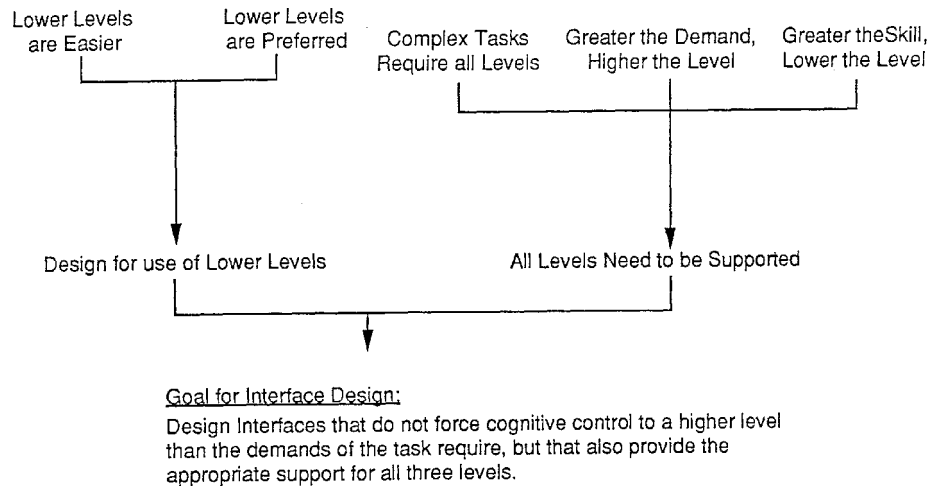 Lower Levels
are Easier
Lower Levels
are Preferred
Complex Tasks
Require all Levels
Greater the Demand,
Higher the Level
Greater theSkill,
Lower the Level
Design for use of Lower Levels
All Levels Need to be Supported
Goal for Interface Design:
Design Interfaces that do not force cognitive control to a higher level
than the demands of the task require, but that also provide the
appropriate support for all three levels.